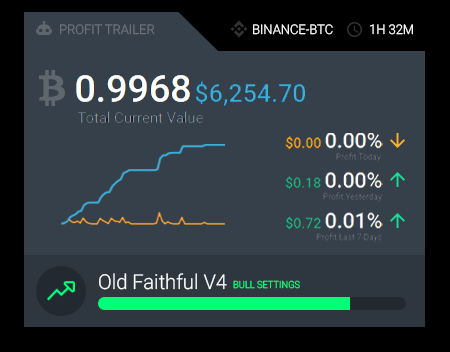 PROFIT TRAILER
BINANCE-BTC
1H 32M
0.9968 $6,254.70
Total Current Value
$0.00 0.00%
Profit Today
$0.18 0.00%
Profit Yesterday
$0.72 0.01%
Profit Last 7 Days
Old Faithful V4 BULL SETTINGS